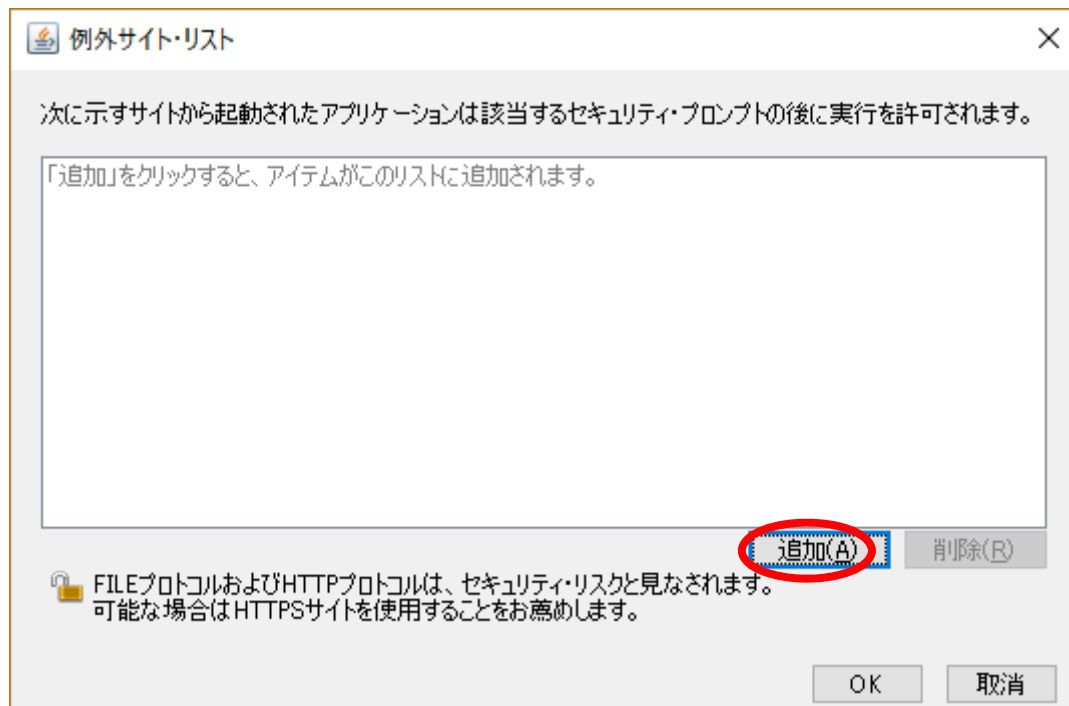 例外サイト・リスト
次に示すサイトから起動されたアプリケーションは該当するセキュリティ・プロンプトの後に実行を許可されます。
「追加」をクリックすると、アイテムがこのリストに追加されます。
追加(A)
削除(R)
FILEプロトコルおよびHTTPプロトコルは、セキュリティ・リスクと見なされます。
可能な場合はHTTPSサイトを使用することをお薦めします。
OK
取消